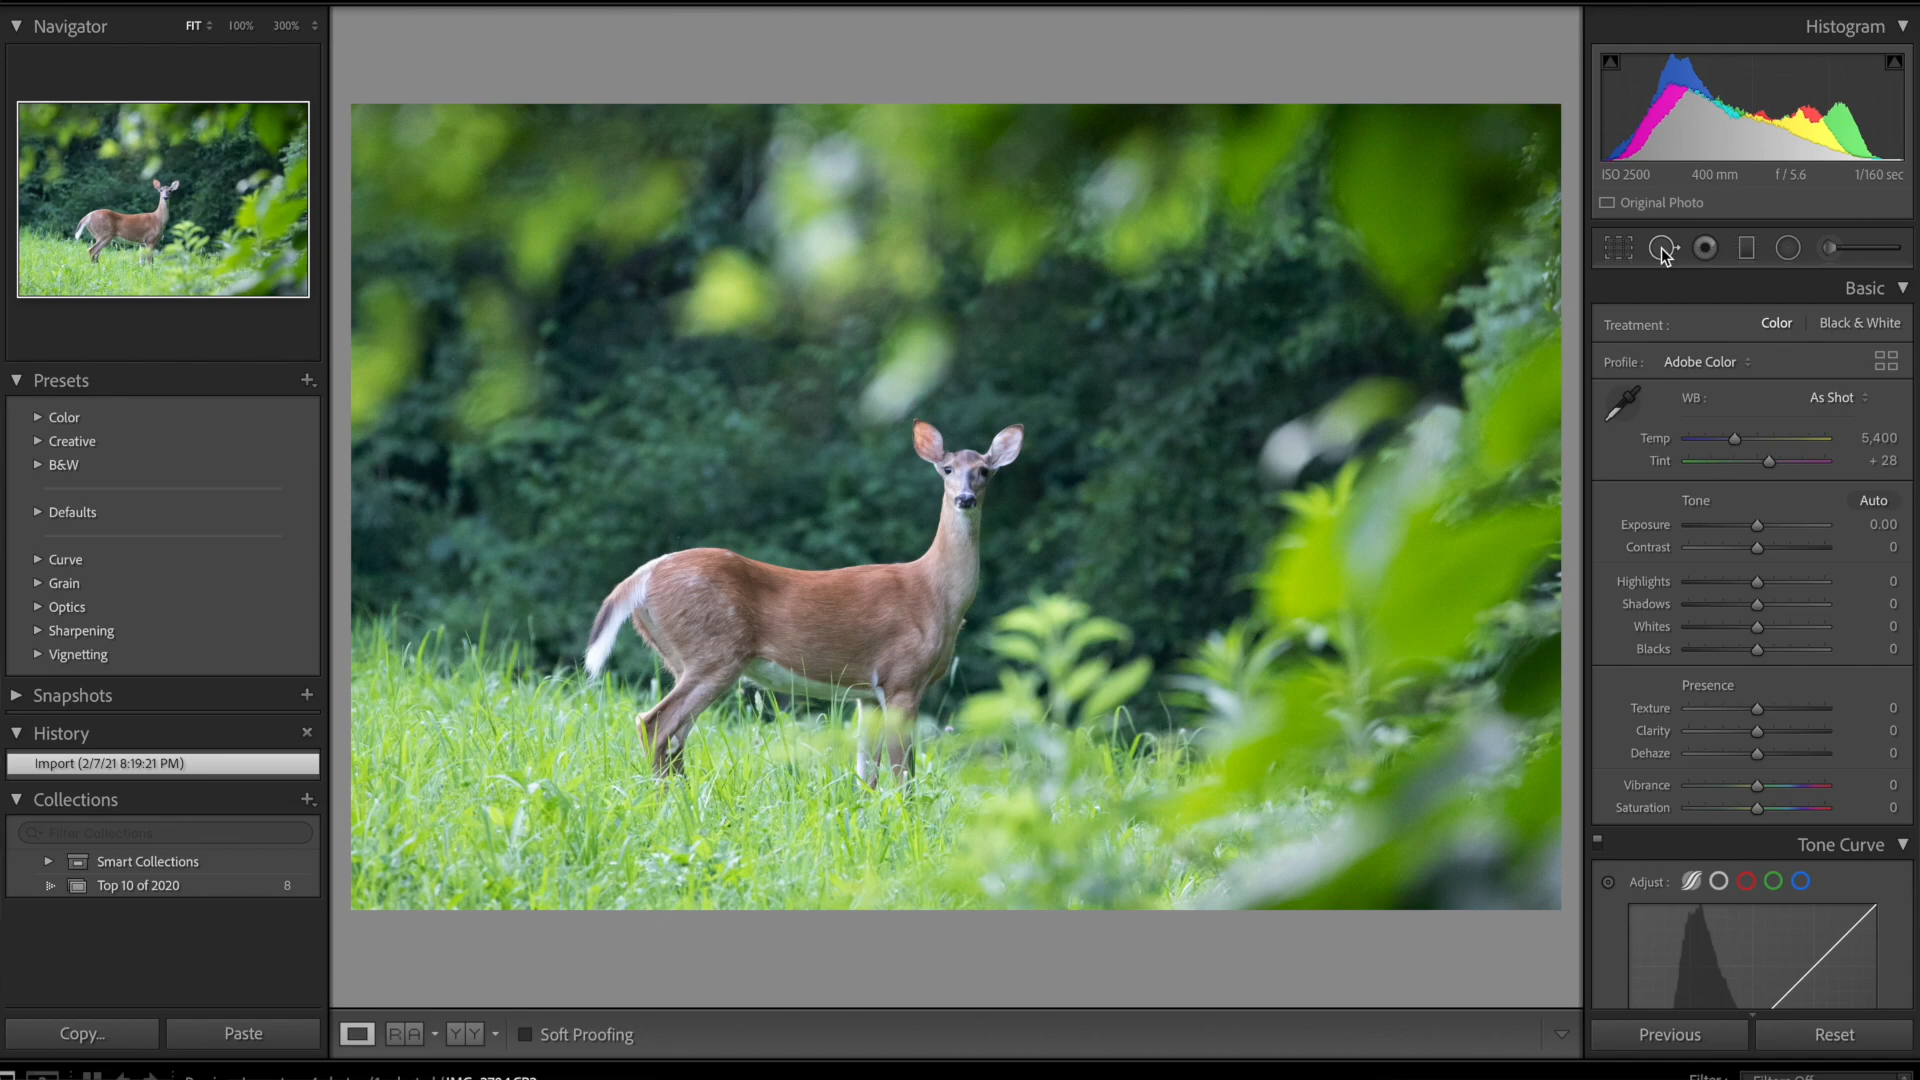 Navigator FIT 100% 300%
Presets
Color
Creative
B&W
Defaults
Curve
Grain
Optics
Sharpening
Vignetting
Snapshots
History
Import (2/7/21 8:19:21 PM)
Collections
Filter Collections
Smart Collections
Top 10 of 2020 8
Copy... Paste
R A Y Y Soft Proofing
Histogram
ISO 2500 400 mm f / 5.6 1/160 sec
Original Photo
Basic
Treatment : Color Black & White
Profile : Adobe Color
WB : As Shot
Temp 5,400
Tint + 28
Tone Auto
Exposure 0.00
Contrast 0
Highlights 0
Shadows 0
Whites 0
Blacks 0
Presence
Texture 0
Clarity 0
Dehaze 0
Vibrance 0
Saturation 0
Tone Curve
Adjust :
Previous Reset